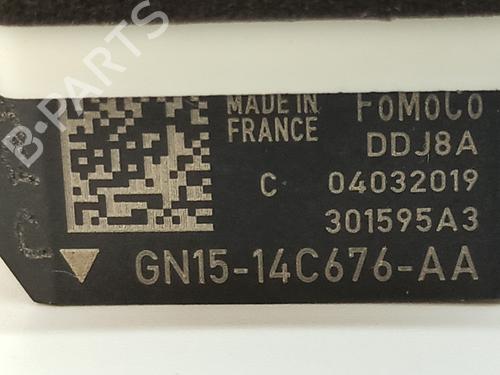 B-PARTS
MADE IN
FRANCE
FoMoCo
DDJ8A
C 04032019
301595A3
GN15-14C676-AA